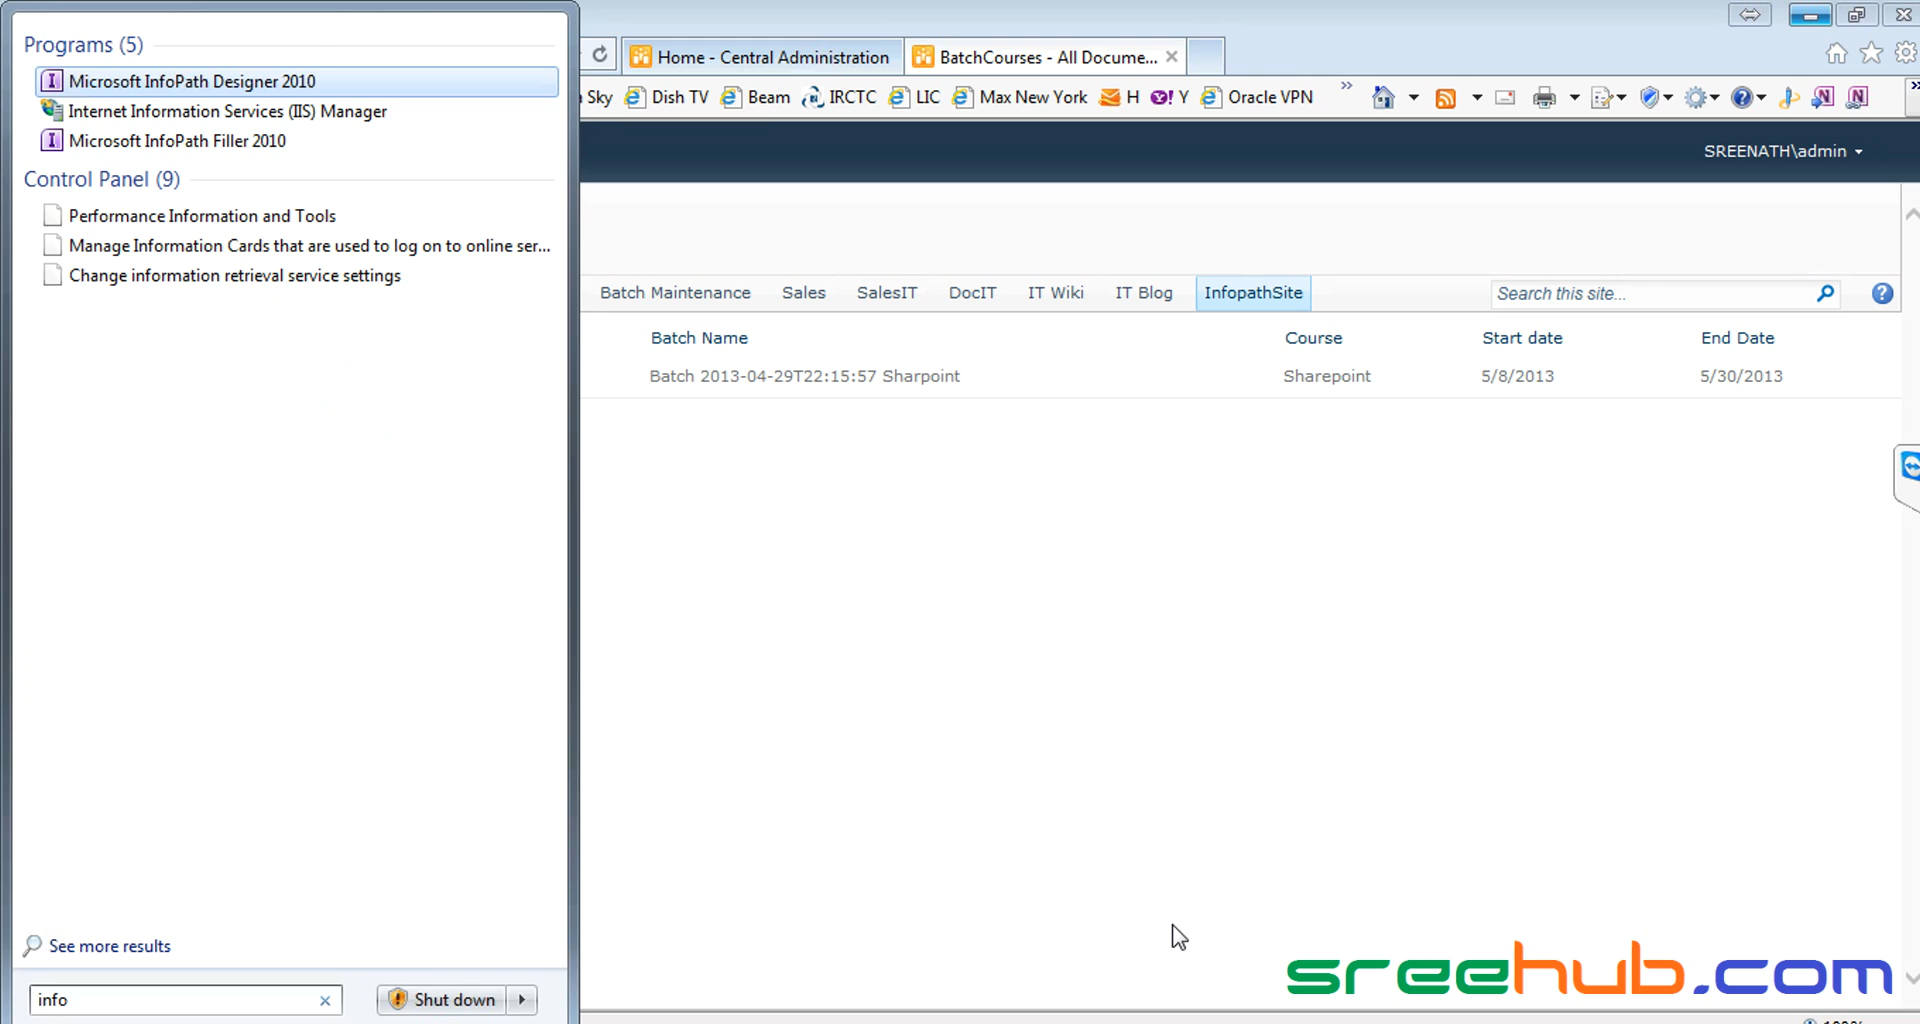 Programs (5)
Microsoft InfoPath Designer 2010
Internet Information Services (IIS) Manager
Microsoft InfoPath Filler 2010
Control Panel (9)
Performance Information and Tools
Manage Information Cards that are used to log on to online ser...
Change information retrieval service settings
See more results
info
Shut down
Home - Central Administration
BatchCourses - All Docume...
Sky Dish TV Beam IRCTC LIC Max New York H Y Oracle VPN
SREENATH\admin
Batch Maintenance Sales SalesIT DocIT IT Wiki IT Blog InfopathSite
Search this site...
Batch Name Course Start date End Date
Batch 2013-04-29T22:15:57 Sharpoint Sharepoint 5/8/2013 5/30/2013
sreehub.com